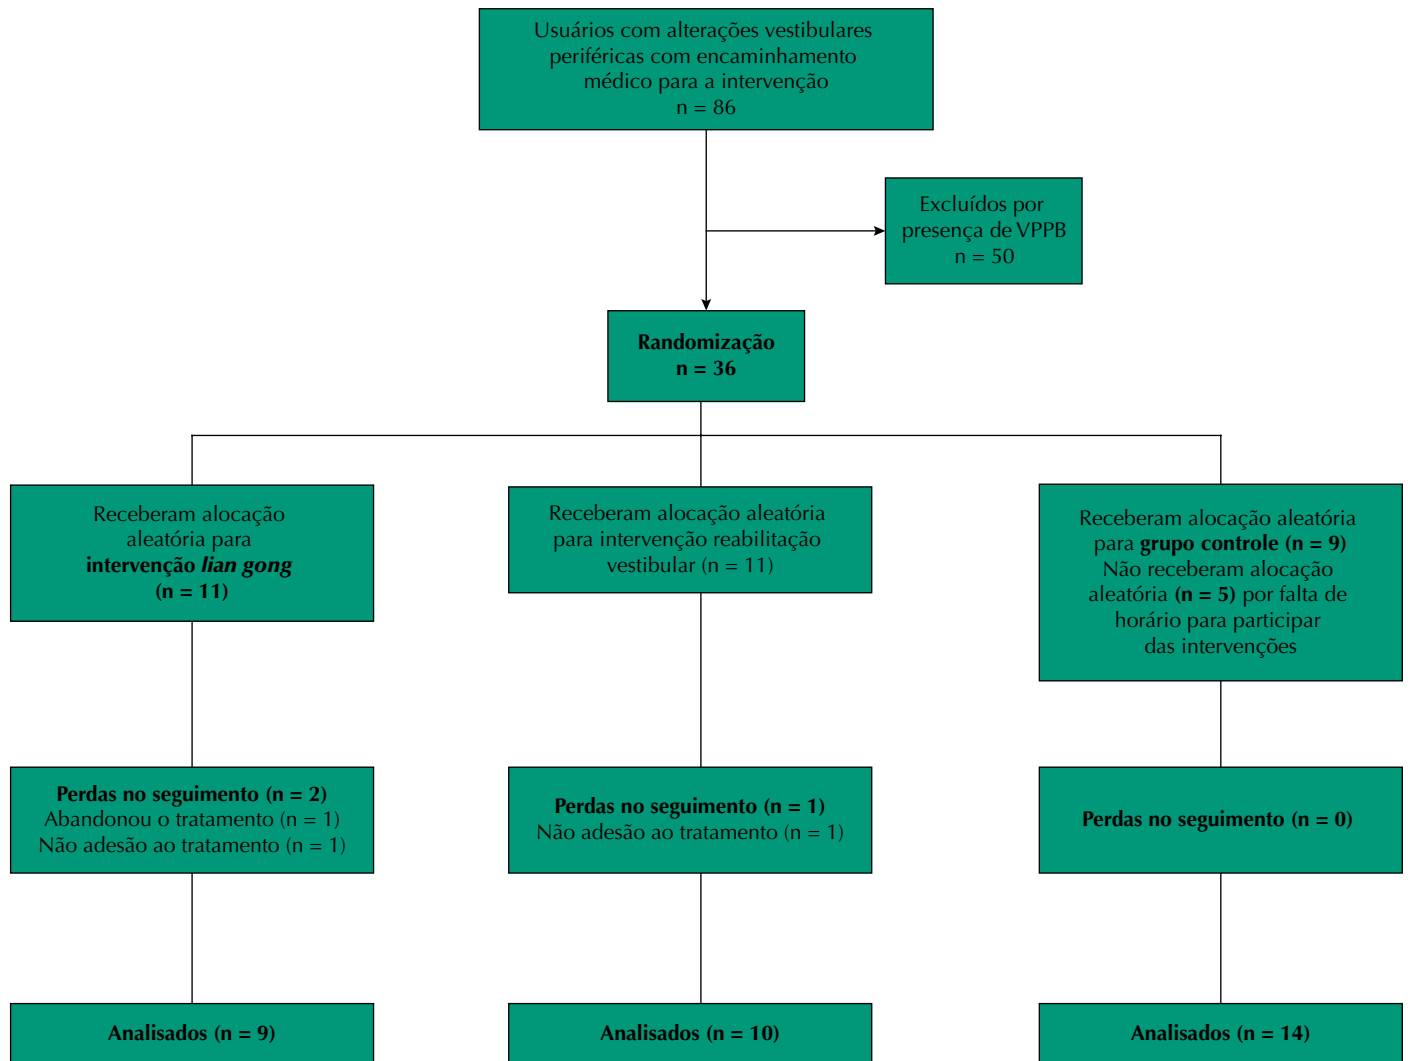 Usuários com alterações vestibulares
periféricas com encaminhamento
médico para a intervenção
n = 86
Excluídos por
presença de VPPB
n = 50
Randomização
n = 36
Receberam alocação
aleatória para
intervenção lian gong
(n = 11)
Receberam alocação aleatória
para intervenção reabilitação
vestibular (n = 11)
Receberam alocação aleatória
para grupo controle (n = 9)
Não receberam alocação
aleatória (n = 5) por falta de
horário para participar
das intervenções
Perdas no seguimento (n = 2)
Abandonou o tratamento (n = 1)
Não adesão ao tratamento (n = 1)
Perdas no seguimento (n = 1)
Não adesão ao tratamento (n = 1)
Perdas no seguimento (n = 0)
Analisados (n = 9)
Analisados (n = 10)
Analisados (n = 14)